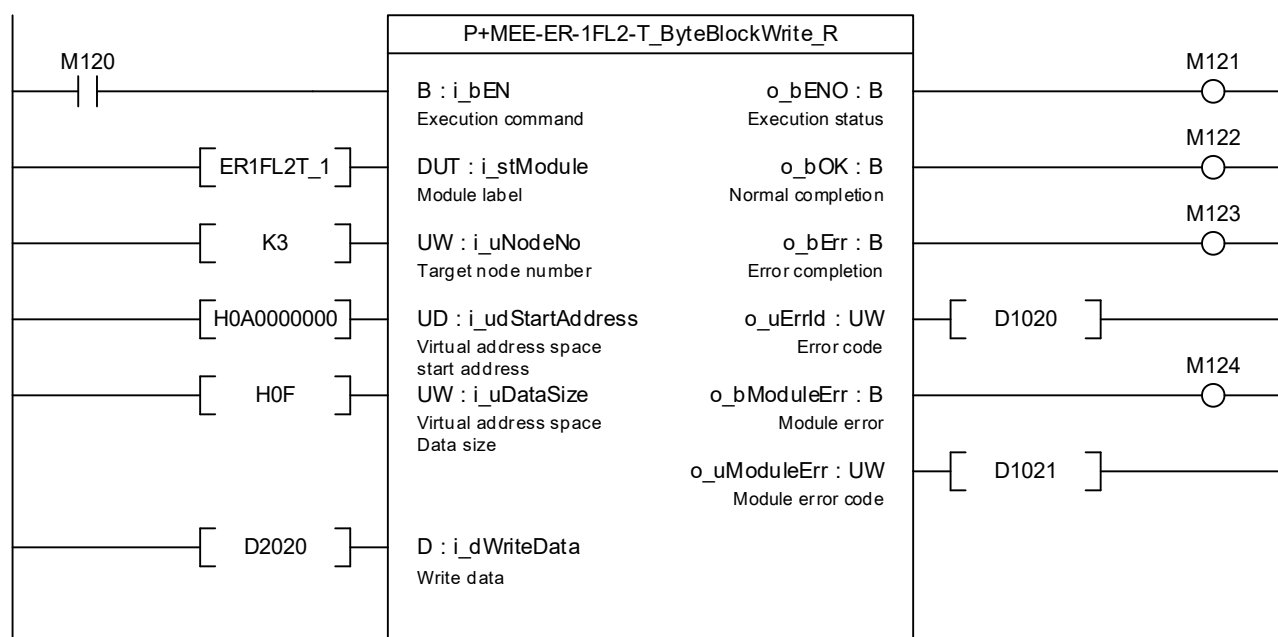 P+MEE-ER-1FL2-T_ByteBlockWrite_R
M120
M121
B : i_bEN
o_bENO : B
Execution command
Execution status
M122
ER1FL2T_1
DUT : i_stModule
o_bOK : B
Module label
Normal completion
M123
K3
UW : i_uNodeNo
o_bErr : B
Target node number
Error completion
H0A0000000
UD : i_udStartAddress
o_uErrId : UW
D1020
Virtual address space
Error code
start address
M124
H0F
UW : i_uDataSize
o_bModuleErr : B
Virtual address space
Module error
Data size
o_uModuleErr : UW
D1021
Module error code
D2020
D : i_dWriteData
Write data